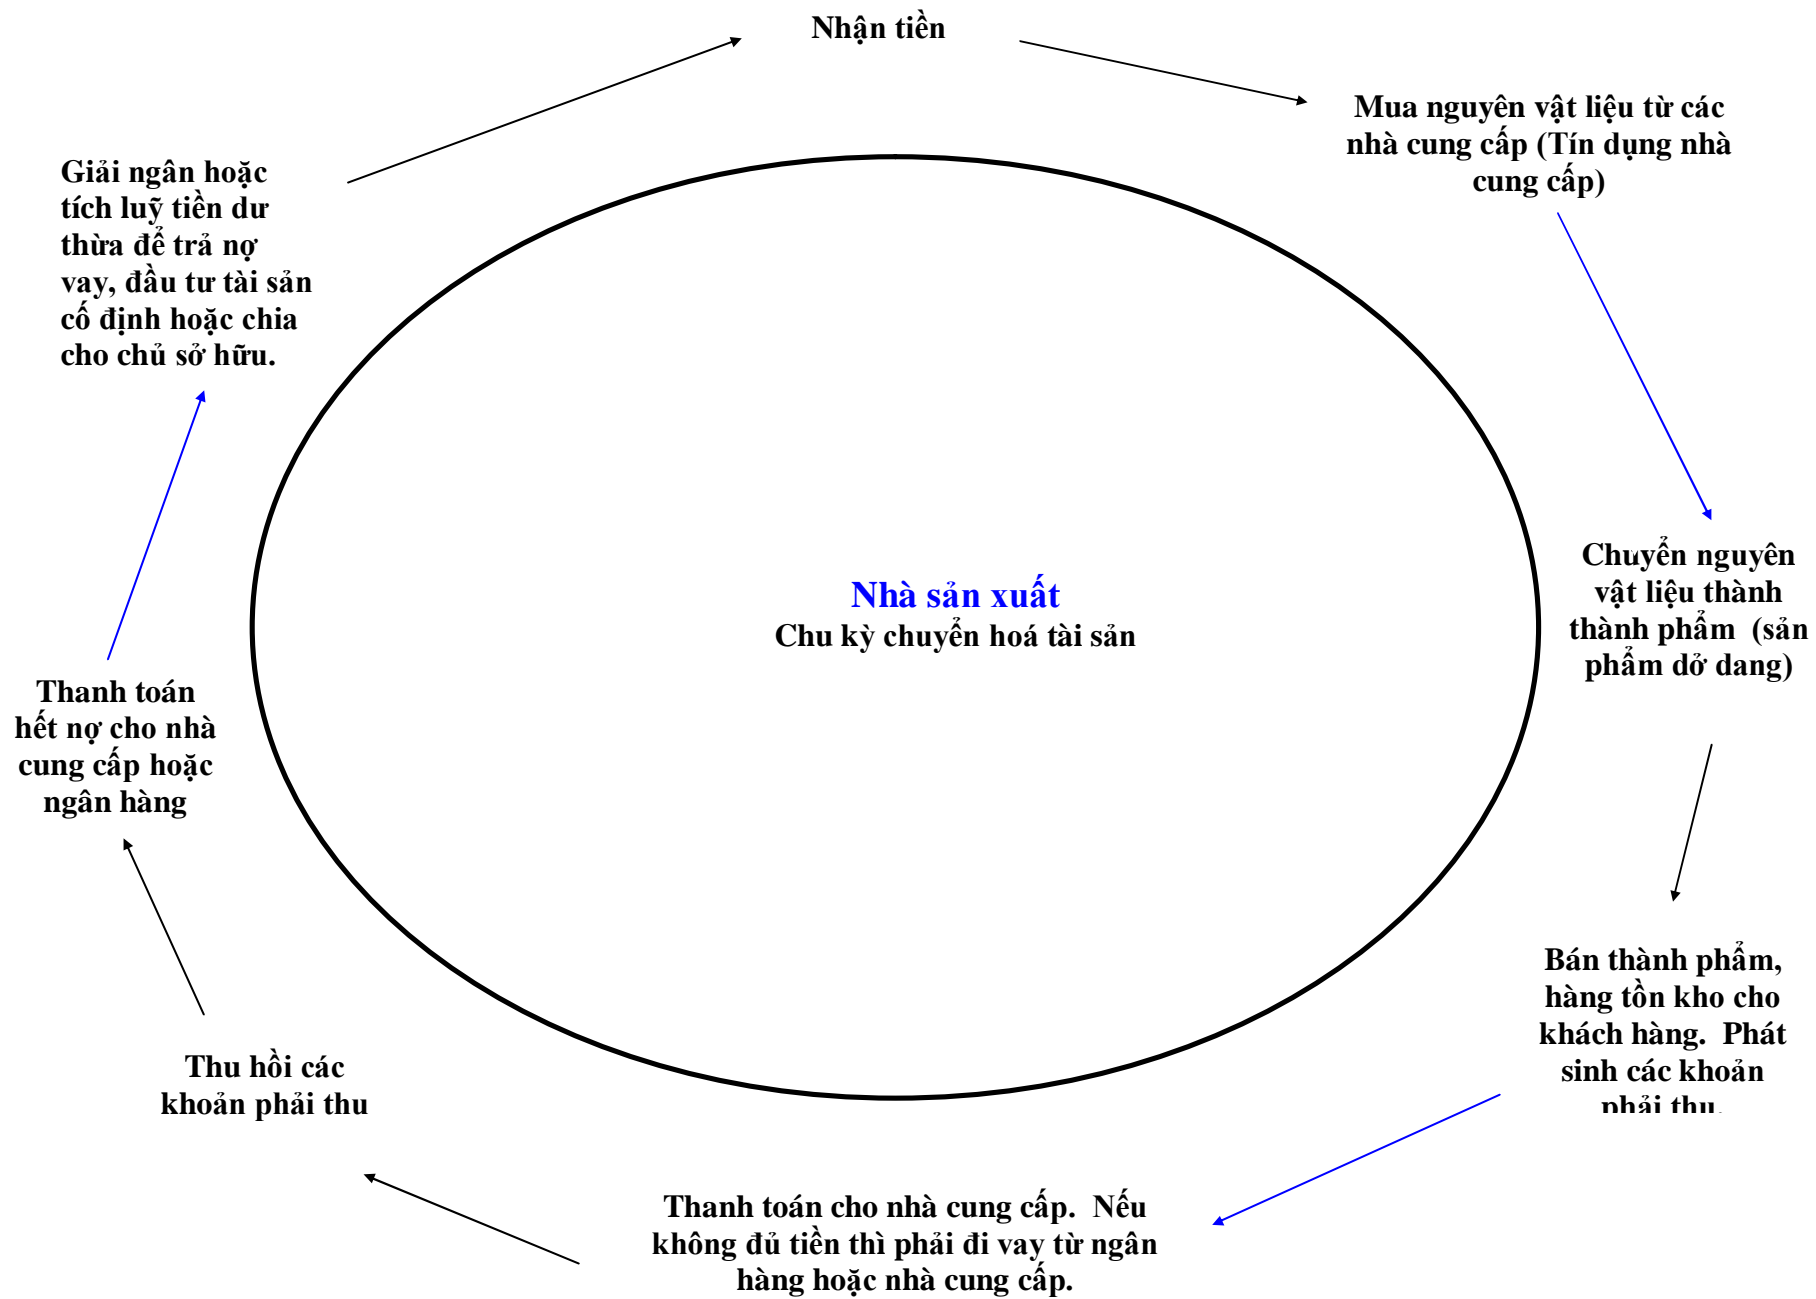 Nhận tiền
Mua nguyên vật liệu từ các
nhà cung cấp (Tín dụng nhà
cung cấp)
Giải ngân hoặc
tích luỹ tiền dư
thừa để trả nợ
vay, đầu tư tài sản
cố định hoặc chia
cho chủ sở hữu.
Chuyển nguyên
vật liệu thành
thành phẩm (sản
phẩm dở dang)
Nhà sản xuất
Chu kỳ chuyển hoá tài sản
Thanh toán
hết nợ cho nhà
cung cấp hoặc
ngân hàng
Bán thành phẩm,
hàng tồn kho cho
khách hàng. Phát
sinh các khoản
phải thu.
Thu hồi các
khoản phải thu
Thanh toán cho nhà cung cấp. Nếu
không đủ tiền thì phải đi vay từ ngân
hàng hoặc nhà cung cấp.